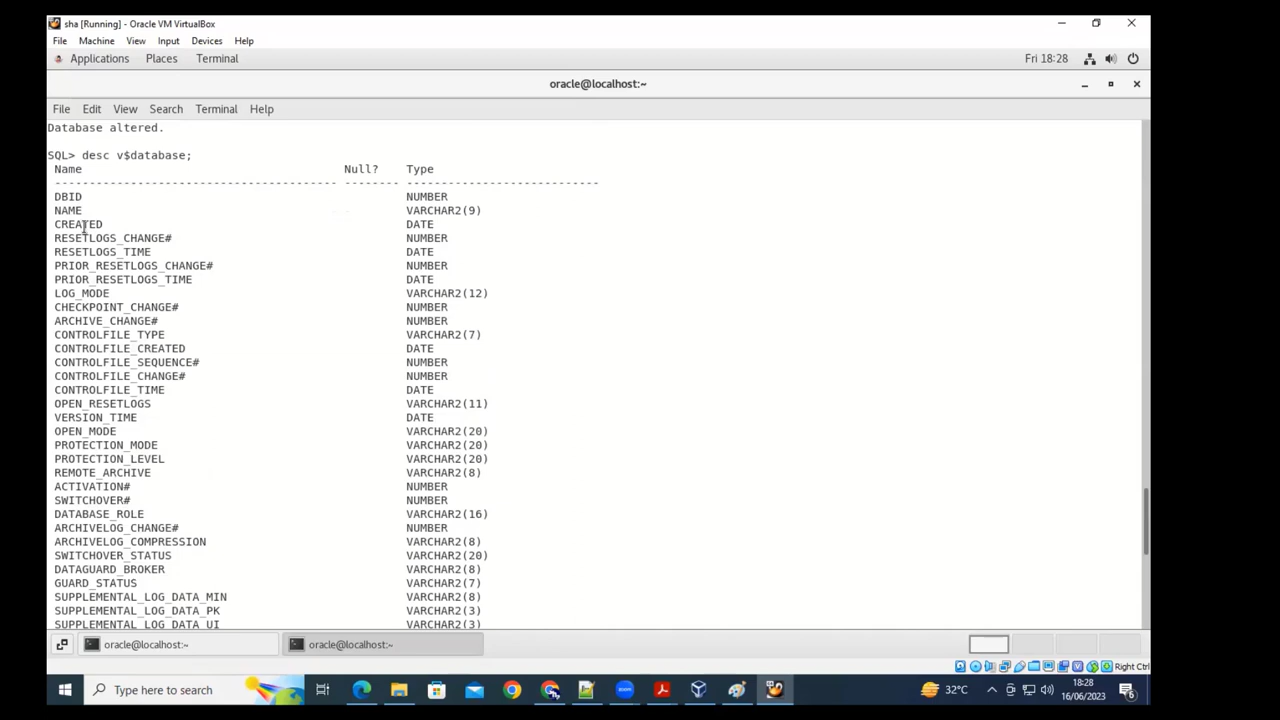 sha [Running] - Oracle VM VirtualBox
File Machine View Input Devices Help
Applications Places Terminal Fri 18:28
oracle@localhost:~
File Edit View Search Terminal Help
Database altered.
SQL> desc v$database;
Name Null? Type
----------------------------------------- -------- ----------------------------
DBID NUMBER
NAME VARCHAR2(9)
CREATED DATE
RESETLOGS_CHANGE# NUMBER
RESETLOGS_TIME DATE
PRIOR_RESETLOGS_CHANGE# NUMBER
PRIOR_RESETLOGS_TIME DATE
LOG_MODE VARCHAR2(12)
CHECKPOINT_CHANGE# NUMBER
ARCHIVE_CHANGE# NUMBER
CONTROLFILE_TYPE VARCHAR2(7)
CONTROLFILE_CREATED DATE
CONTROLFILE_SEQUENCE# NUMBER
CONTROLFILE_CHANGE# NUMBER
CONTROLFILE_TIME DATE
OPEN_RESETLOGS VARCHAR2(11)
VERSION_TIME DATE
OPEN_MODE VARCHAR2(20)
PROTECTION_MODE VARCHAR2(20)
PROTECTION_LEVEL VARCHAR2(20)
REMOTE_ARCHIVE VARCHAR2(8)
ACTIVATION# NUMBER
SWITCHOVER# NUMBER
DATABASE_ROLE VARCHAR2(16)
ARCHIVELOG_CHANGE# NUMBER
ARCHIVELOG_COMPRESSION VARCHAR2(8)
SWITCHOVER_STATUS VARCHAR2(20)
DATAGUARD_BROKER VARCHAR2(8)
GUARD_STATUS VARCHAR2(7)
SUPPLEMENTAL_LOG_DATA_MIN VARCHAR2(8)
SUPPLEMENTAL_LOG_DATA_PK VARCHAR2(3)
SUPPLEMENTAL_LOG_DATA_UI VARCHAR2(3)
oracle@localhost:~ oracle@localhost:~
Right Ctrl
Type here to search 32°C 18:28
16/06/2023 6